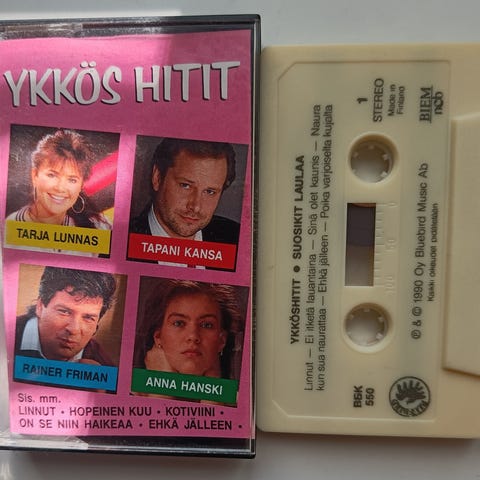 YKKÖS HITIT
TARJA LUNNAS
TAPANI KANSA
RAINER FRIMAN
ANNA HANSKI
Sis. mm.
LINNUT • HOPEINEN KUU • KOTIVIINI •
ON SE NIIN HAIKEAA • EHKÄ JÄLLEEN •
1
STEREO
Made in
Finland
BIEM
ncb
YKKÖSHITIT • SUOSIKIT LAULAA
Linnut — Ei itketä lauantaina — Sinä olet kaunis — Naura
kun sua naurattaa — Ehkä jälleen — Poika varjoiselta kujalta
℗ & © 1990 Oy Bluebird Music Ab
Kaikki oikeudet pidätetään
BBK
550